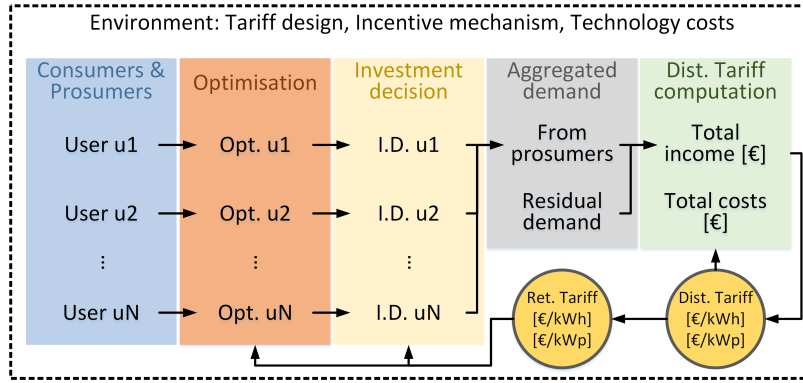 Environment: Tariff design, Incentive mechanism, Technology costs
Consumers &
Prosumers
Optimisation
Investment
decision
Aggregated
demand
Dist. Tariff
computation
User u1
Opt. u1
I.D. u1
From
prosumers
Total
income [€]
User u2
Opt. u2
I.D. u2
Residual
demand
Total costs
[€]
⋮
⋮
⋮
User uN
Opt. uN
I.D. uN
Ret. Tariff
[€/kWh]
[€/kWp]
Dist. Tariff
[€/kWh]
[€/kWp]